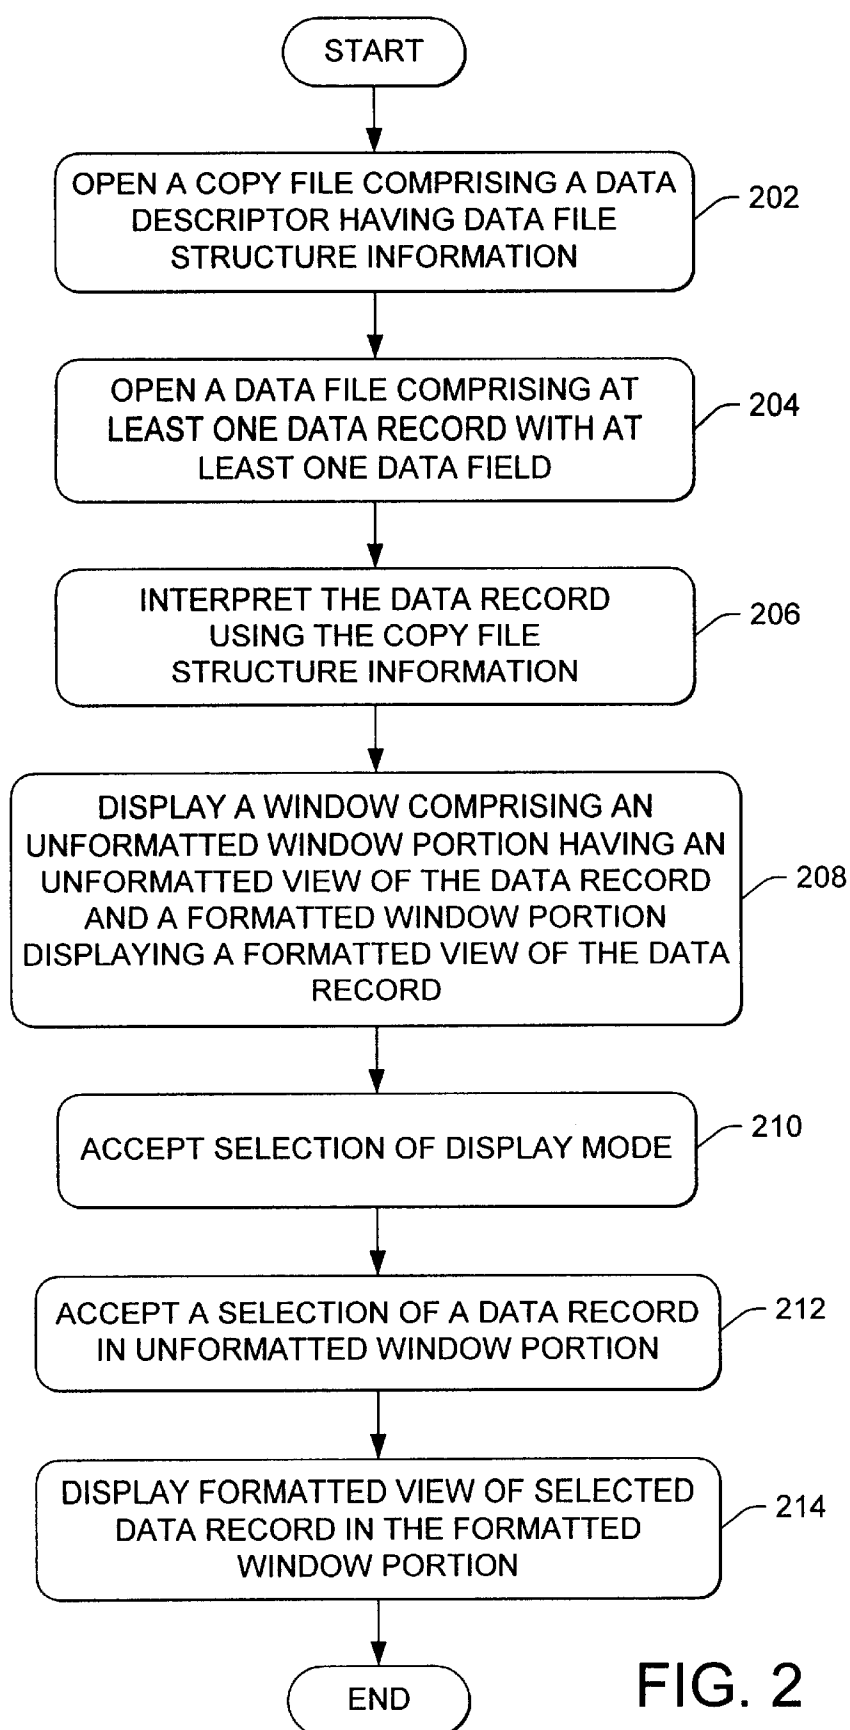 START
OPEN A COPY FILE COMPRISING A DATA
DESCRIPTOR HAVING DATA FILE
STRUCTURE INFORMATION
202
OPEN A DATA FILE COMPRISING AT
LEAST ONE DATA RECORD WITH AT
LEAST ONE DATA FIELD
204
INTERPRET THE DATA RECORD
USING THE COPY FILE
STRUCTURE INFORMATION
206
DISPLAY A WINDOW COMPRISING AN
UNFORMATTED WINDOW PORTION HAVING AN
UNFORMATTED VIEW OF THE DATA RECORD
AND A FORMATTED WINDOW PORTION
DISPLAYING A FORMATTED VIEW OF THE DATA
RECORD
208
ACCEPT SELECTION OF DISPLAY MODE
210
ACCEPT A SELECTION OF A DATA RECORD
IN UNFORMATTED WINDOW PORTION
212
DISPLAY FORMATTED VIEW OF SELECTED
DATA RECORD IN THE FORMATTED
WINDOW PORTION
214
END
FIG. 2